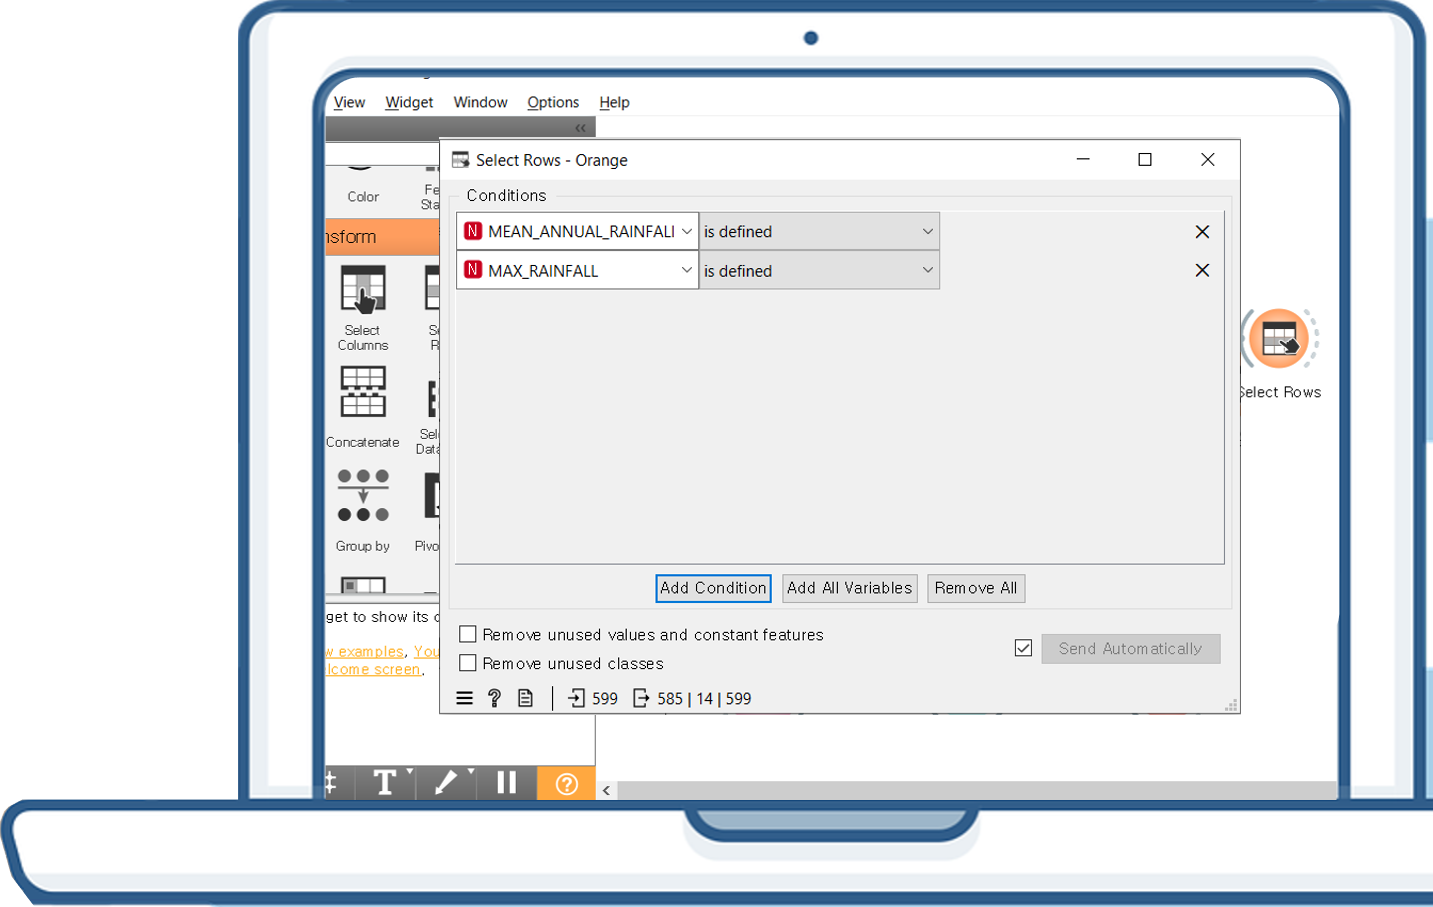 View Widget Window Options Help
«
Select Rows - Orange
Color
Fe
Sta
nsform
Conditions
N MEAN_ANNUAL_RAINFALI is defined
N MAX_RAINFALL is defined
Select
Columns
Se
R
Concatenate
Sele
Data
Group by
Pivo
Select Rows
Add Condition Add All Variables Remove All
get to show its
w examples, You
lcome screen.
Remove unused values and constant features
Remove unused classes
Send Automatically
? 599 585 | 14 | 599
T ?